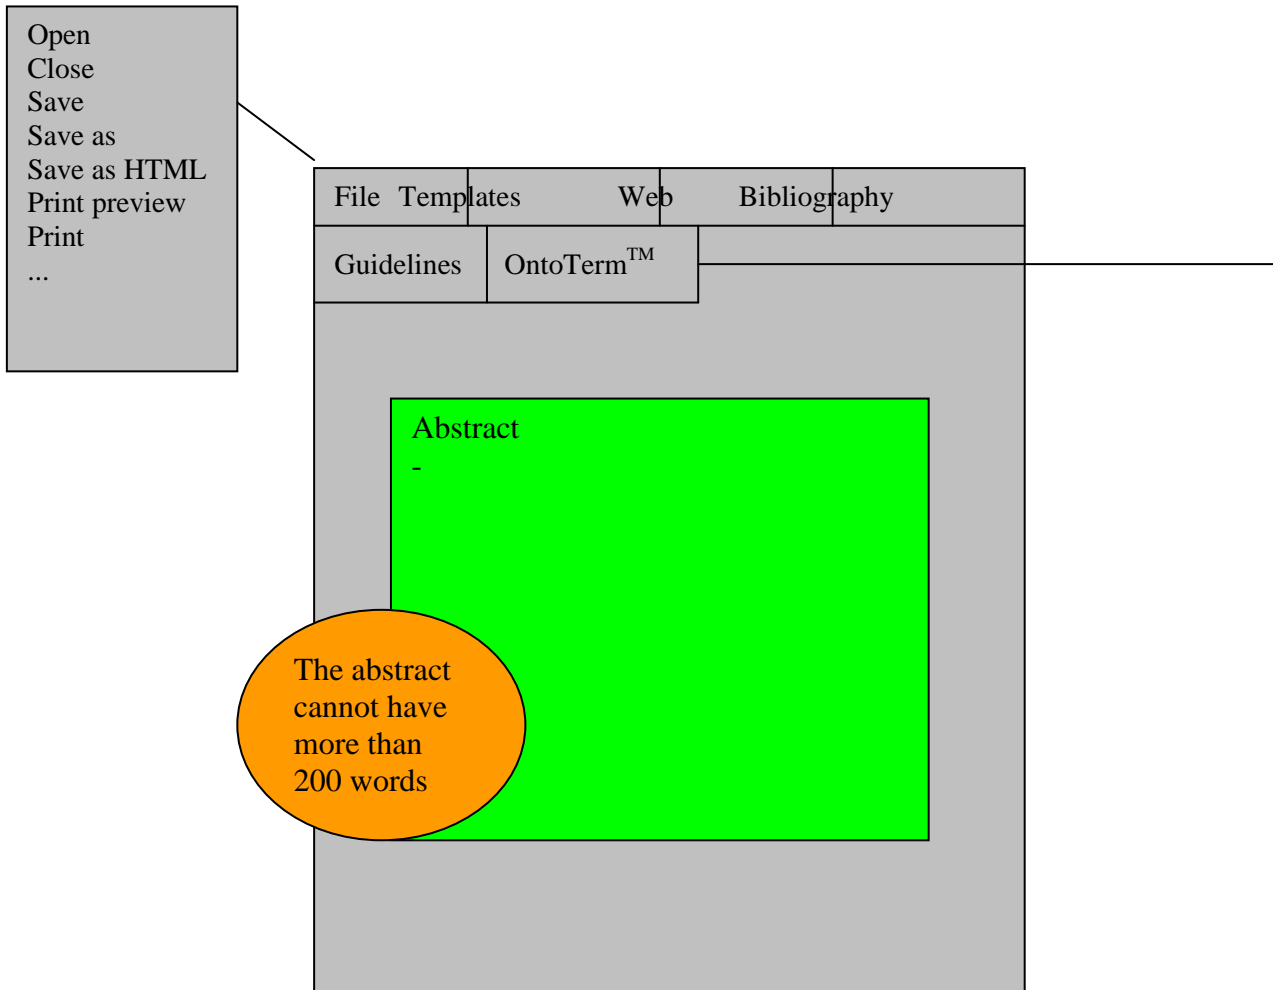 Open
Close
Save
Save as
Save as HTML
Print preview
Print
...
File Templates Web Bibliography
Guidelines OntoTerm™
Abstract
-
The abstract
cannot have
more than
200 words